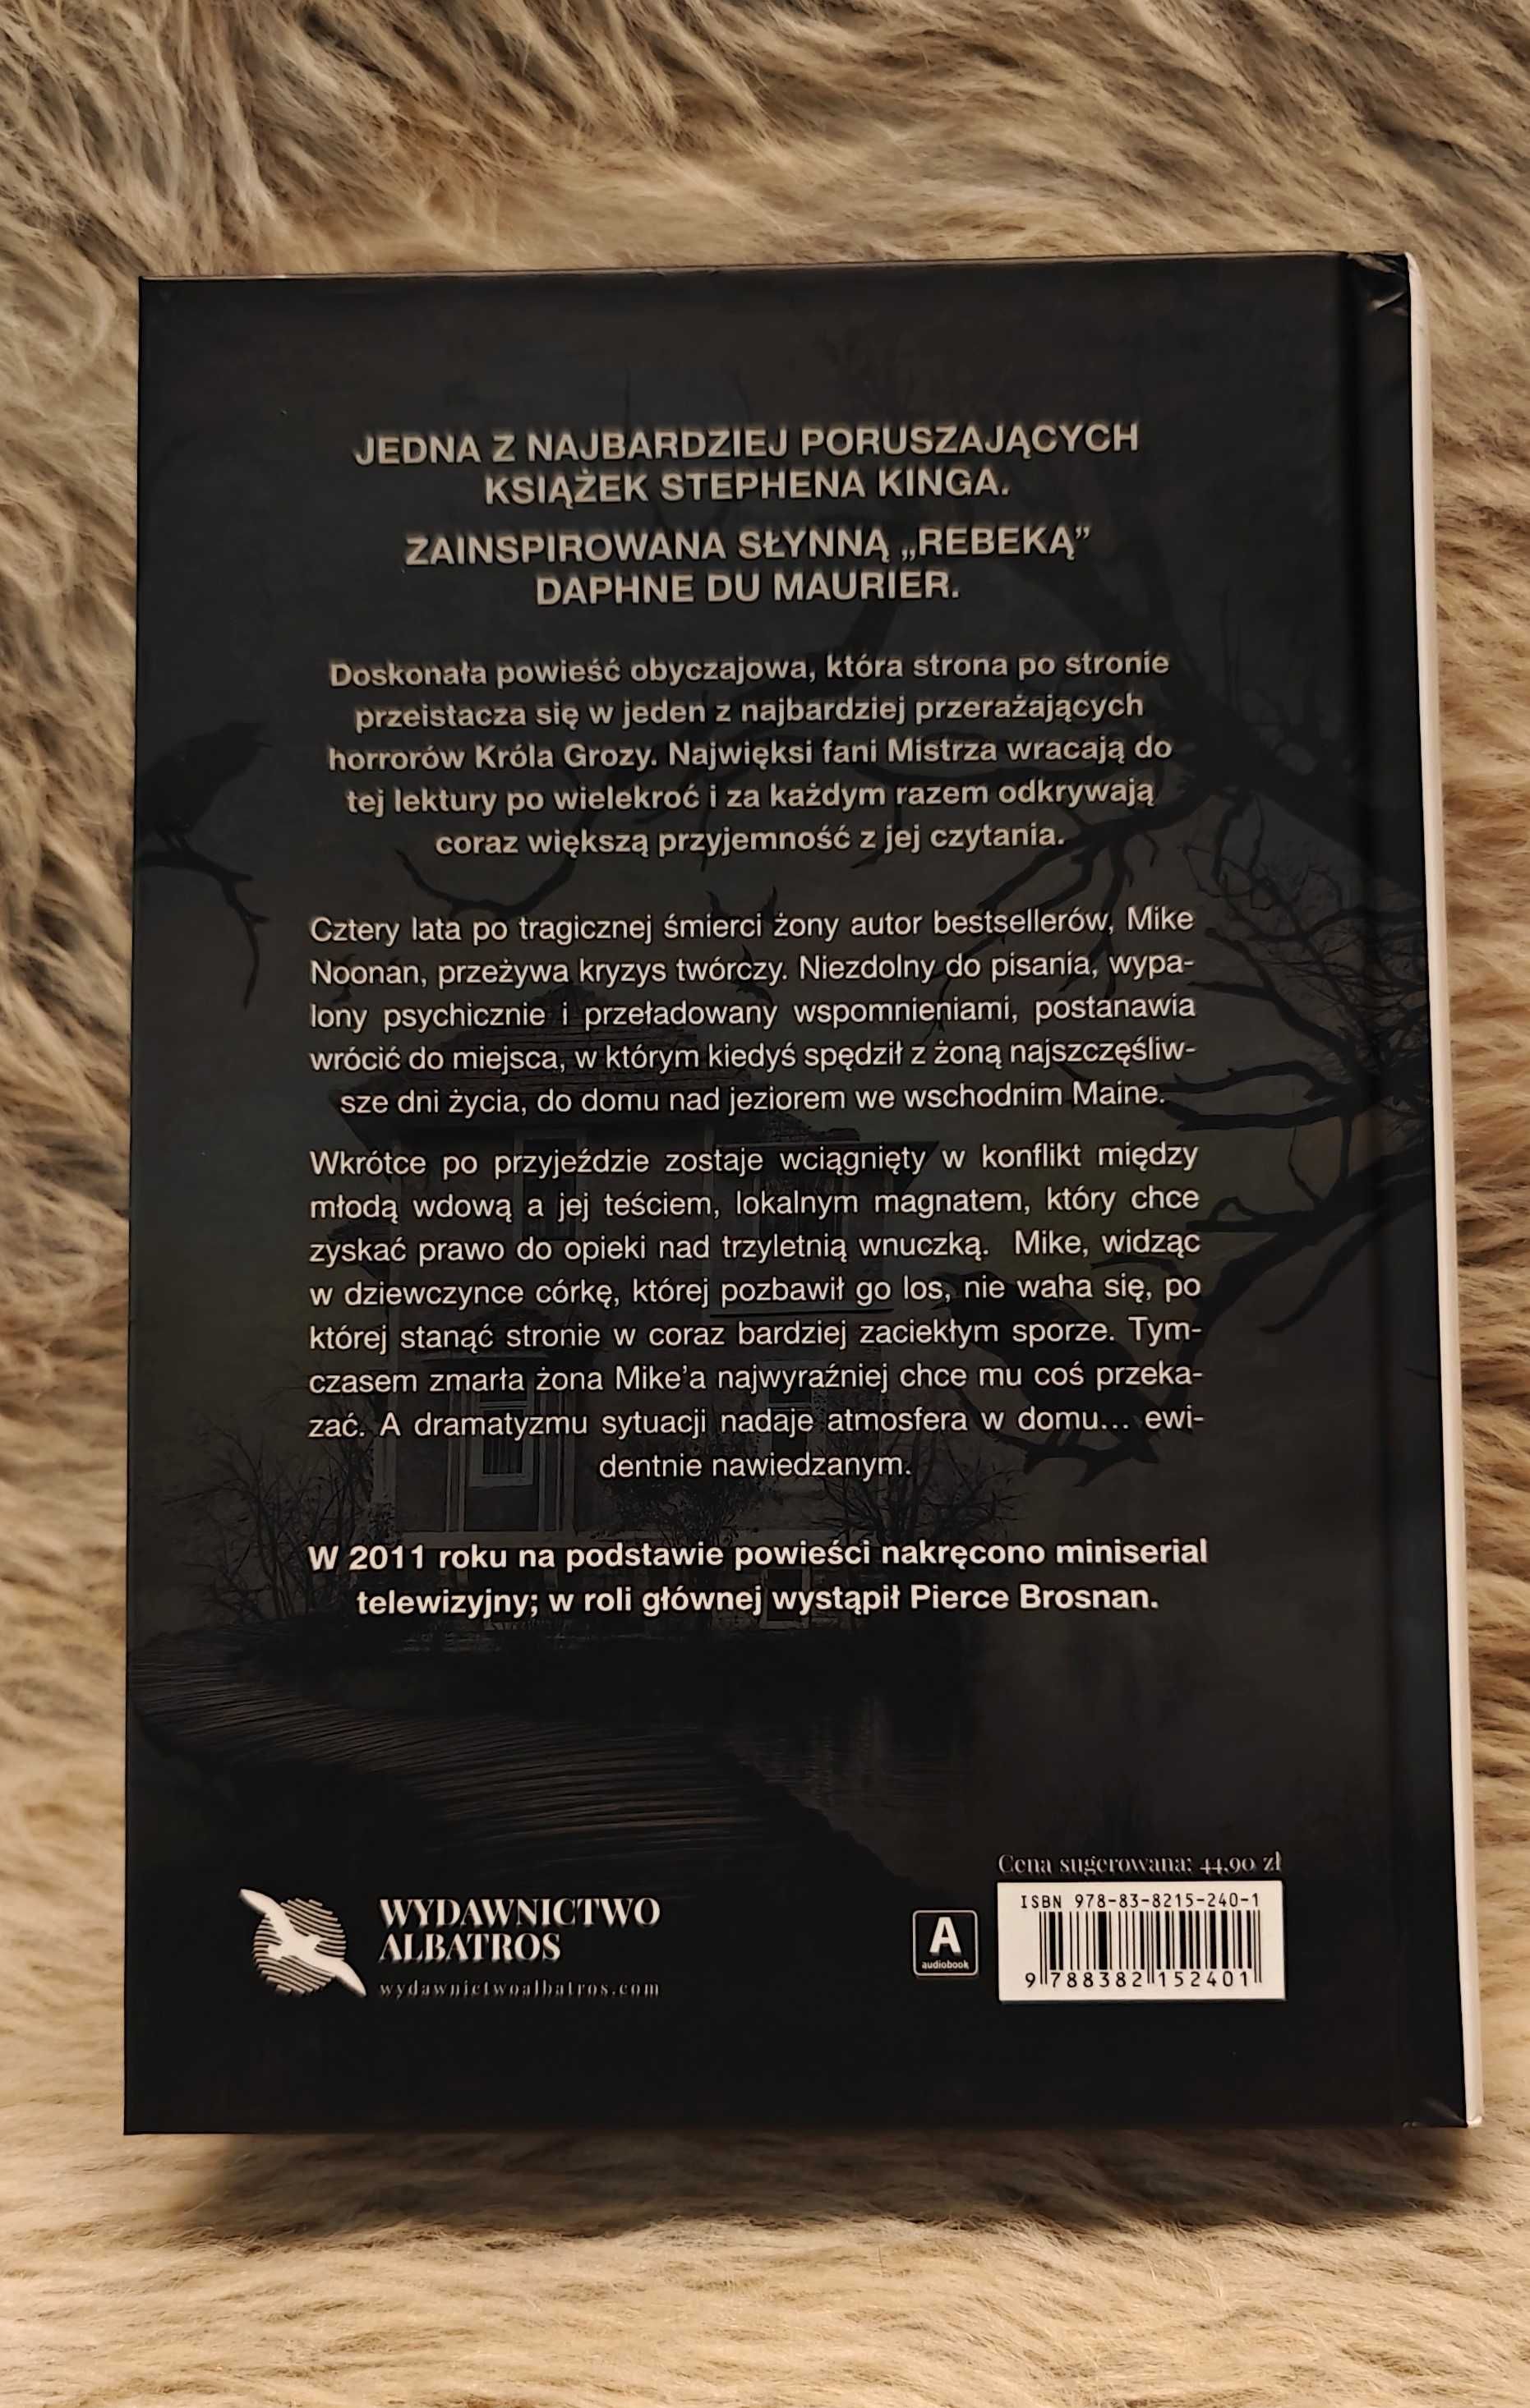 JEDNA Z NAJBARDZIEJ PORUSZAJĄCYCH
KSIĄŻEK STEPHENA KINGA.
ZAINSPIROWANA SŁYNNĄ „REBEKĄ”
DAPHNE DU MAURIER.
Doskonała powieść obyczajowa, która strona po stronie
przeistacza się w jeden z najbardziej przerażających
horrorów Króla Grozy. Najwięksi fani Mistrza wracają do
tej lektury po wielekroć i za każdym razem odkrywają
coraz większą przyjemność z jej czytania.
Cztery lata po tragicznej śmierci żony autor bestsellerów, Mike
Noonan, przeżywa kryzys twórczy. Niezdolny do pisania, wypa-
lony psychicznie i przeładowany wspomnieniami, postanawia
wrócić do miejsca, w którym kiedyś spędził z żoną najszczęśliw-
sze dni życia, do domu nad jeziorem we wschodnim Maine.
Wkrótce po przyjeździe zostaje wciągnięty w konflikt między
młodą wdową a jej teściem, lokalnym magnatem, który chce
zyskać prawo do opieki nad trzyletnią wnuczką. Mike, widząc
w dziewczynce córkę, której pozbawił go los, nie waha się, po
której stanąć stronie w coraz bardziej zaciekłym sporze. Tym-
czasem zmarła żona Mike’a najwyraźniej chce mu coś przeka-
zać. A dramatyzmu sytuacji nadaje atmosfera w domu... ewi-
dentnie nawiedzanym.
W 2011 roku na podstawie powieści nakręcono miniserial
telewizyjny; w roli głównej wystąpił Pierce Brosnan.
WYDAWNICTWO
ALBATROS
wydawnictwoalbatros.com
A
audiobook
Cena sugerowana: 44,90 zł
ISBN 978-83-8215-240-1
9 788382 152401